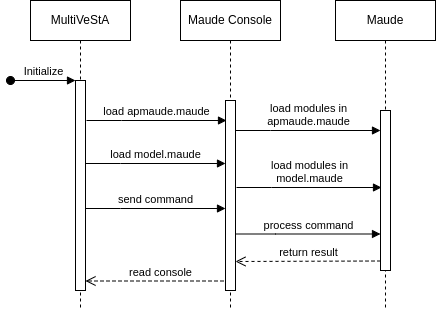 MultiVeStA
Maude Console
Maude
Initialize
load apmaude.maude
load modules in
apmaude.maude
load model.maude
load modules in
model.maude
send command
process command
return result
read console